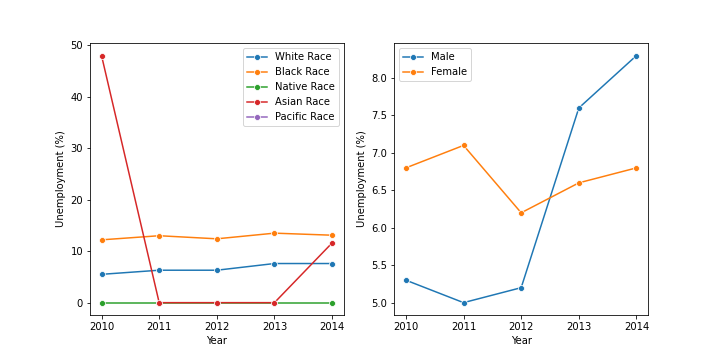 50
40
30
20
10
0
Unemployment (%)
2010 2011 2012 2013 2014
Year
White Race
Black Race
Native Race
Asian Race
Pacific Race
8.0
7.5
7.0
6.5
6.0
5.5
5.0
Unemployment (%)
2010 2011 2012 2013 2014
Year
Male
Female